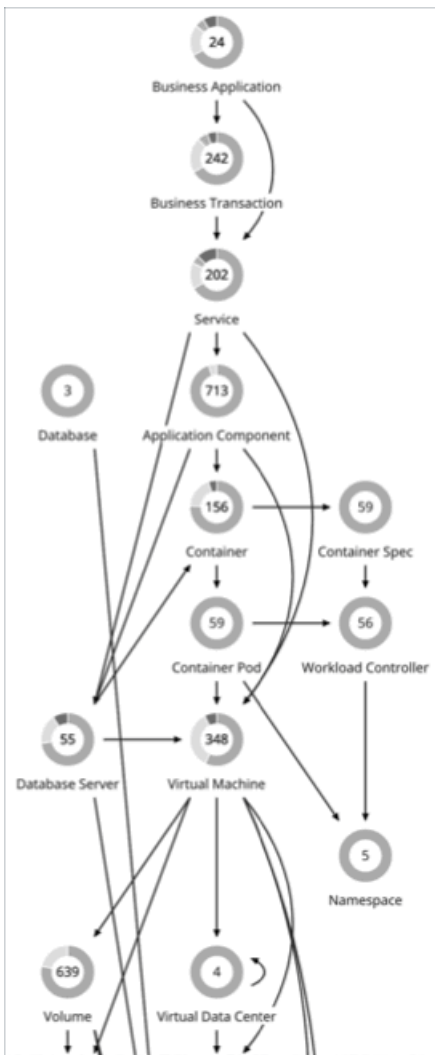 24
Business Application
242
Business Transaction
202
Service
3
Database
713
Application Component
156
Container
59
Container Spec
59
Container Pod
56
Workload Controller
55
Database Server
348
Virtual Machine
5
Namespace
639
Volume
4
Virtual Data Center